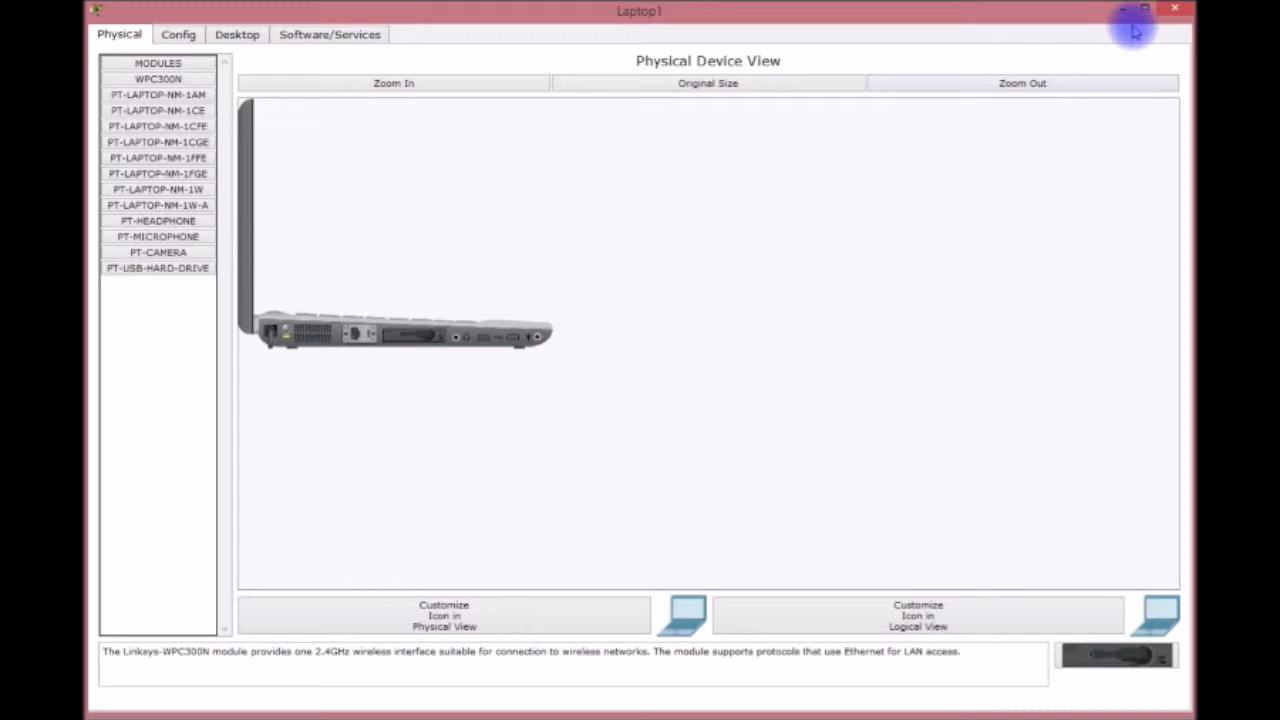 Laptop1
Physical
Config
Desktop
Software/Services
MODULES
WPC300N
PT-LAPTOP-NM-1AM
PT-LAPTOP-NM-1CE
PT-LAPTOP-NM-1CFE
PT-LAPTOP-NM-1CGE
PT-LAPTOP-NM-1FFE
PT-LAPTOP-NM-1FGE
PT-LAPTOP-NM-1W
PT-LAPTOP-NM-1W-A
PT-HEADPHONE
PT-MICROPHONE
PT-CAMERA
PT-USB-HARD-DRIVE
Physical Device View
Zoom In
Original Size
Zoom Out
Customize
Icon in
Physical View
Customize
Icon in
Logical View
The Linksys-WPC300N module provides one 2.4GHz wireless interface suitable for connection to wireless networks. The module supports protocols that use Ethernet for LAN access.